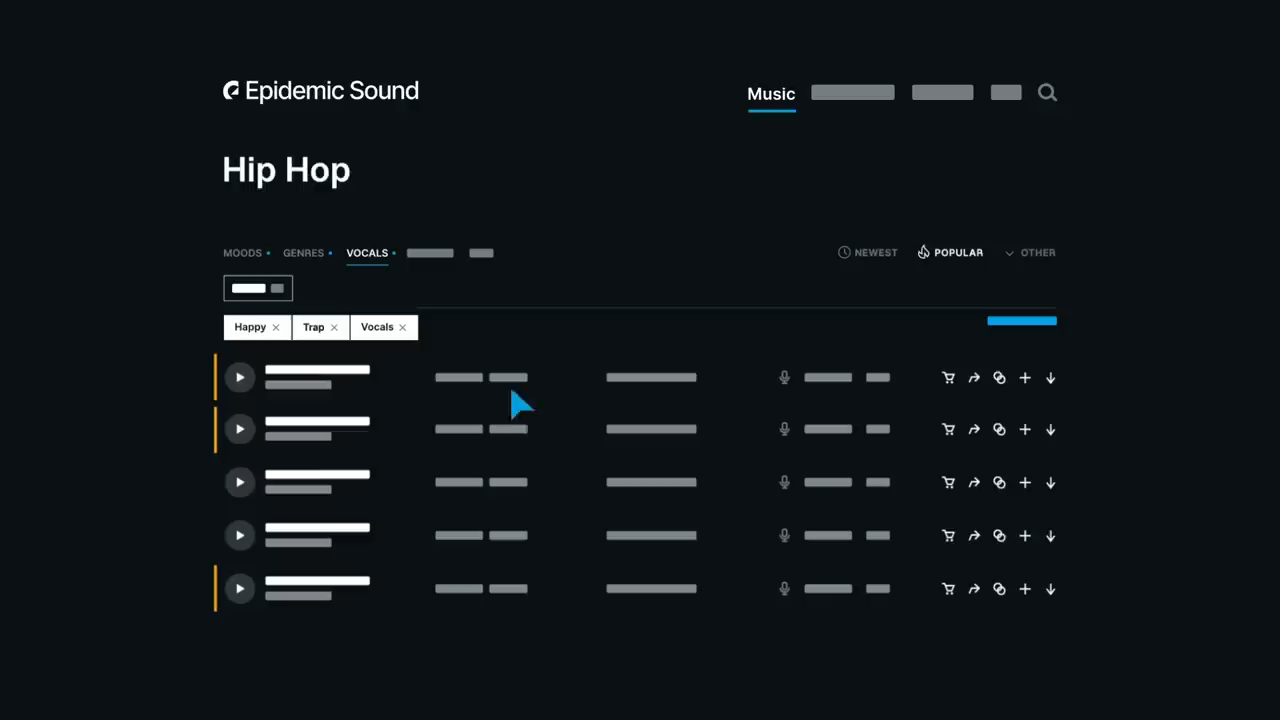 Epidemic Sound
Music
Hip Hop
MOODS GENRES VOCALS NEWEST POPULAR OTHER
Happy Trap Vocals